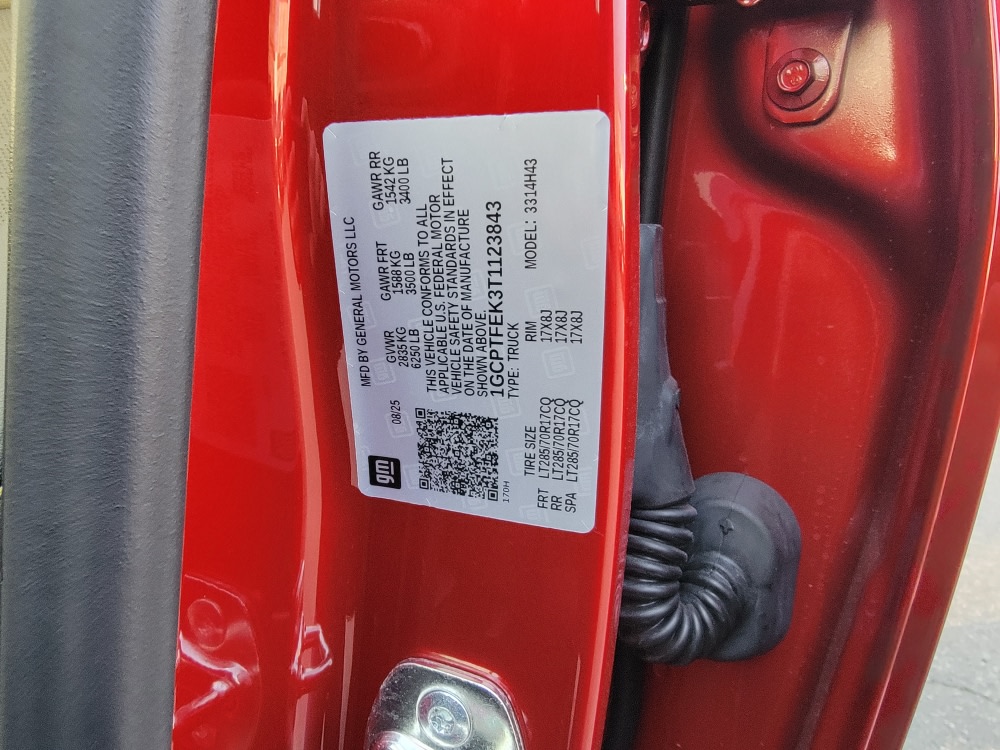 gm
08/25
MFD BY GENERAL MOTORS LLC
GVWR GAWR FRT GAWR RR
2835 KG 1588 KG 1542 KG
6250 LB 3500 LB 3400 LB
THIS VEHICLE CONFORMS TO ALL
APPLICABLE U.S. FEDERAL MOTOR
VEHICLE SAFETY STANDARDS IN EFFECT
ON THE DATE OF MANUFACTURE
SHOWN ABOVE.
1GCPTFEK3T1123843
TYPE: TRUCK MODEL: 3314H43
170H
TIRE SIZE RIM
FRT LT285/70R17CQ 17X8J
RR LT285/70R17CQ 17X8J
SPA LT285/70R17CQ 17X8J